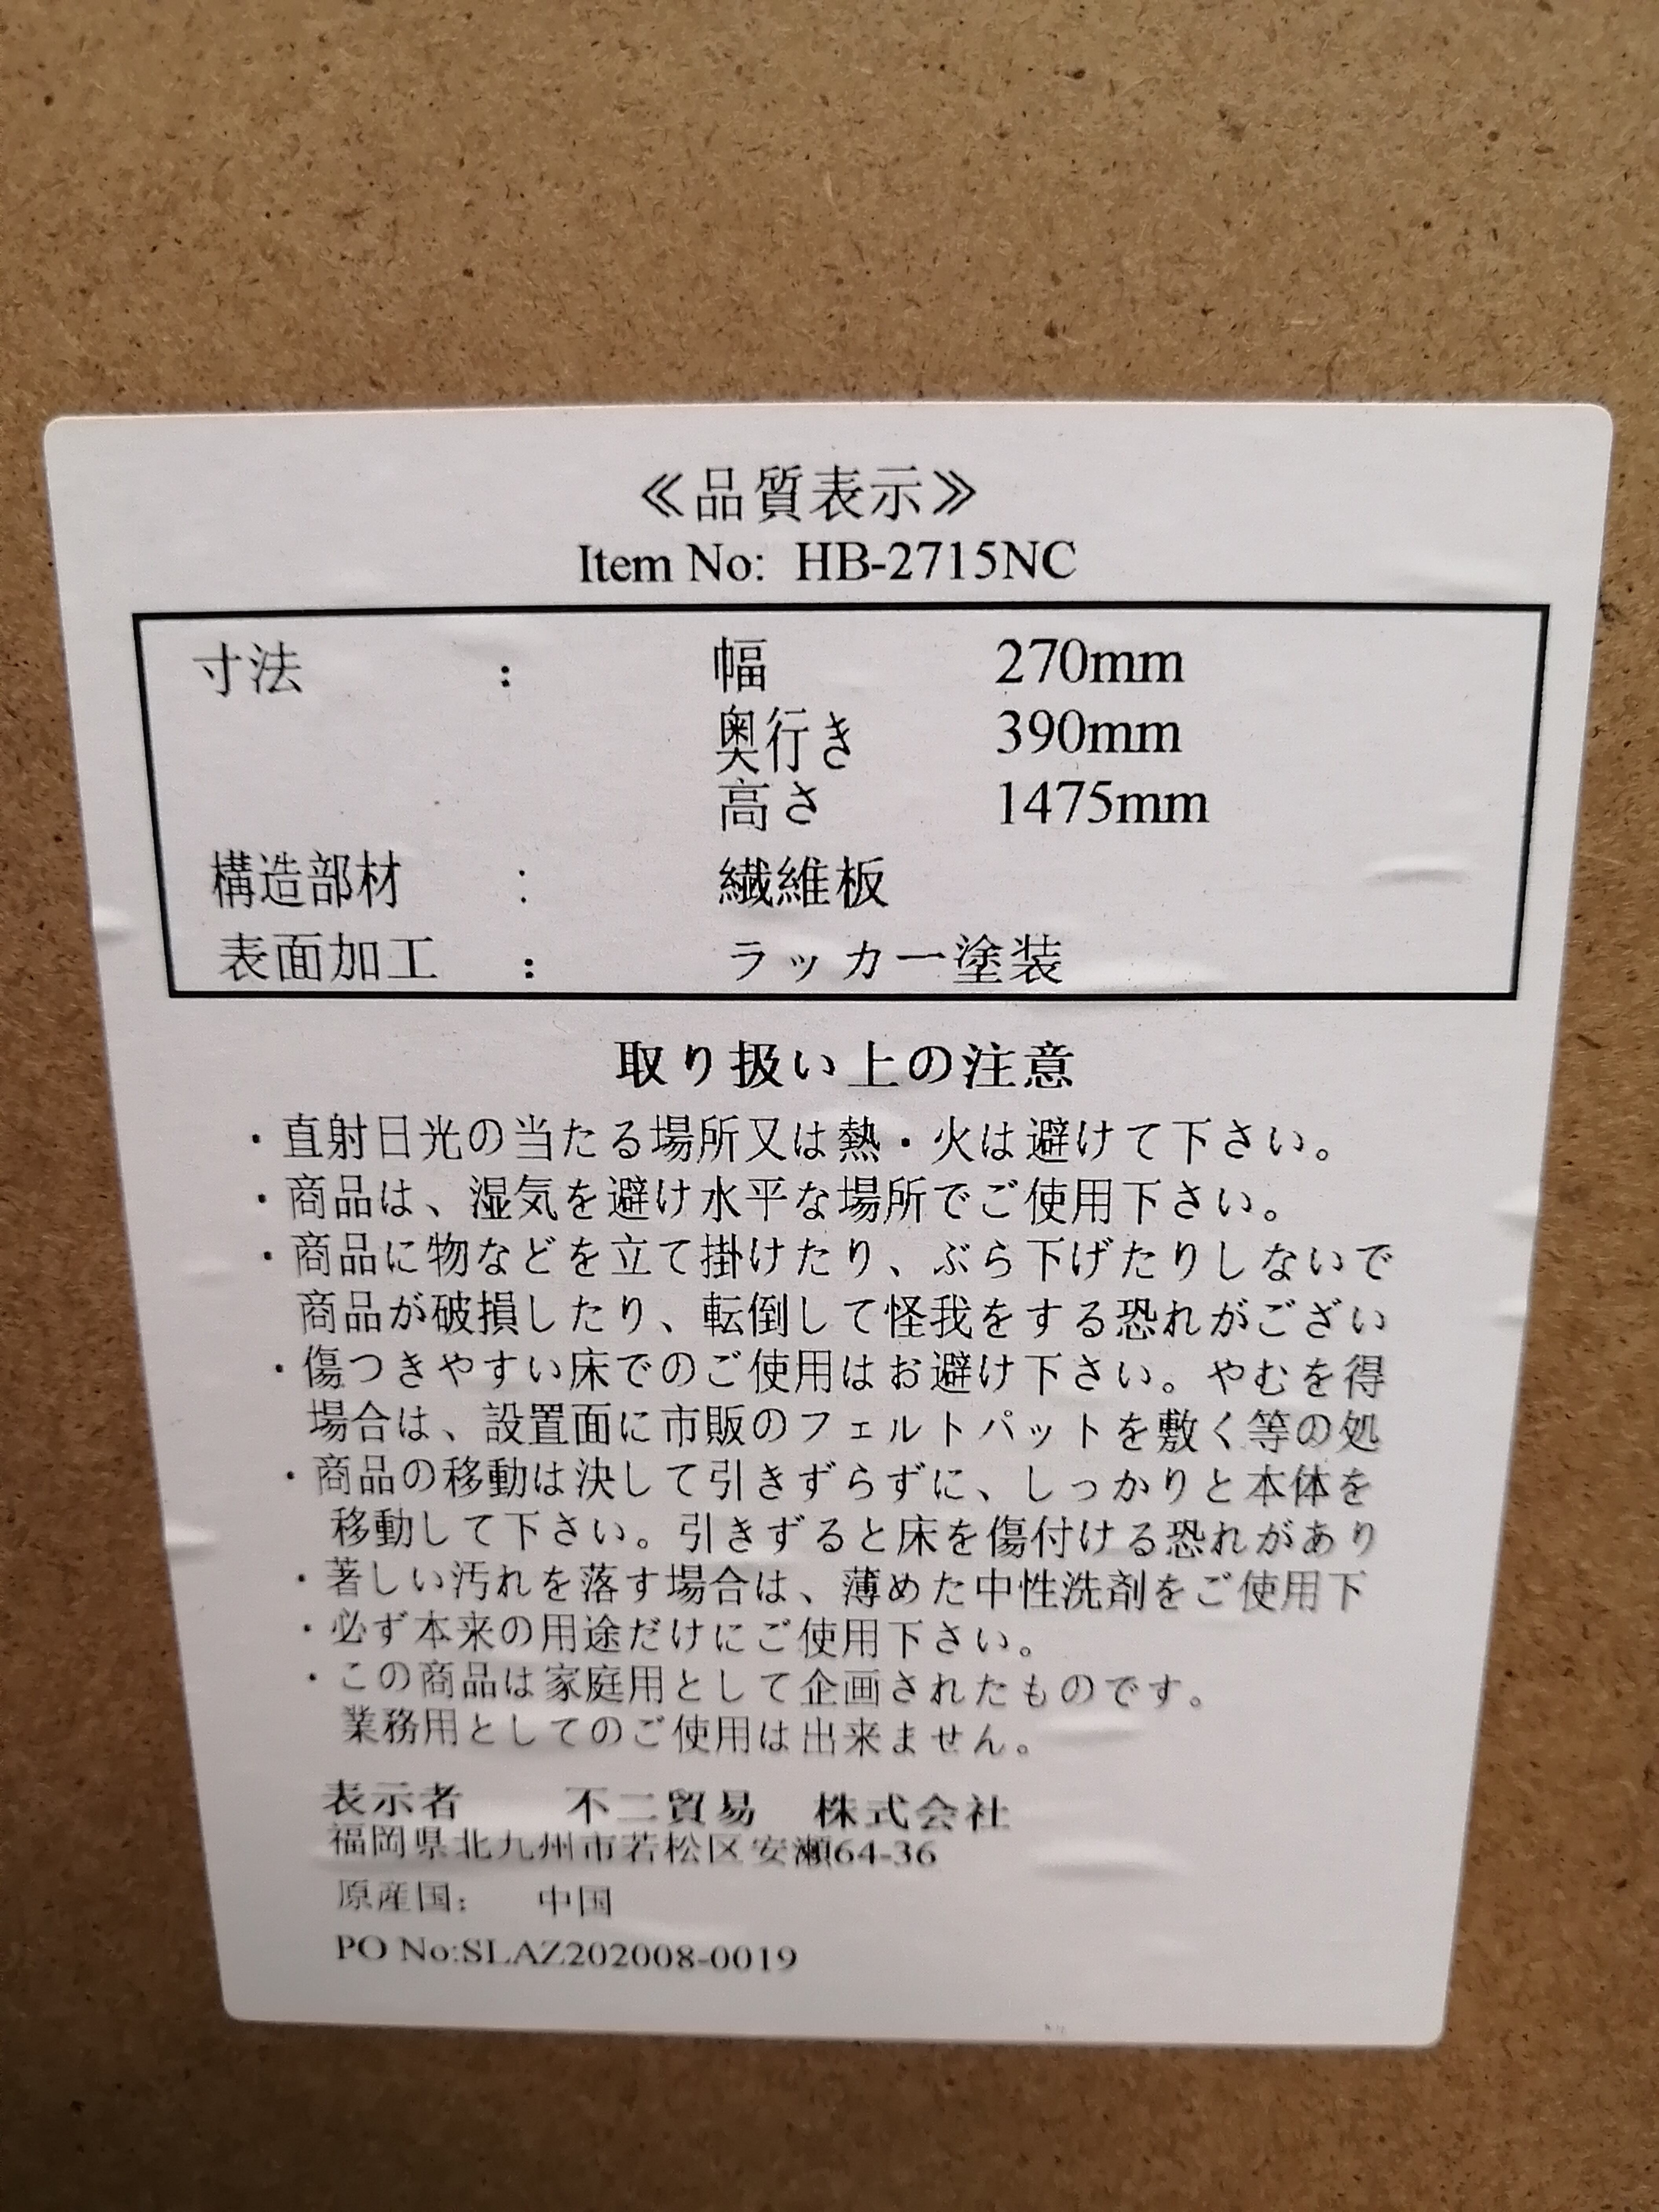 ≪品質表示≫
Item No: HB-2715NC
寸法 : 幅 270mm
奥行き 390mm
高さ 1475mm
構造部材 : 繊維板
表面加工 : ラッカー塗装
取り扱い上の注意
・直射日光の当たる場所又は熱・火は避けて下さい。
・商品は、湿気を避け水平な場所でご使用下さい。
・商品に物などを立て掛けたり、ぶら下げたりしないで
商品が破損したり、転倒して怪我をする恐れがござい
・傷つきやすい床でのご使用はお避け下さい。やむを得
場合は、設置面に市販のフェルトパットを敷く等の処
・商品の移動は決して引きずらずに、しっかりと本体を
移動して下さい。引きずると床を傷付ける恐れがあり
・著しい汚れを落す場合は、薄めた中性洗剤をご使用下
・必ず本来の用途だけにご使用下さい。
・この商品は家庭用として企画されたものです。
業務用としてのご使用は出来ません。
表示者 不二貿易 株式会社
福岡県北九州市若松区安瀬64-36
原産国: 中国
PO No:SLAZ202008-0019